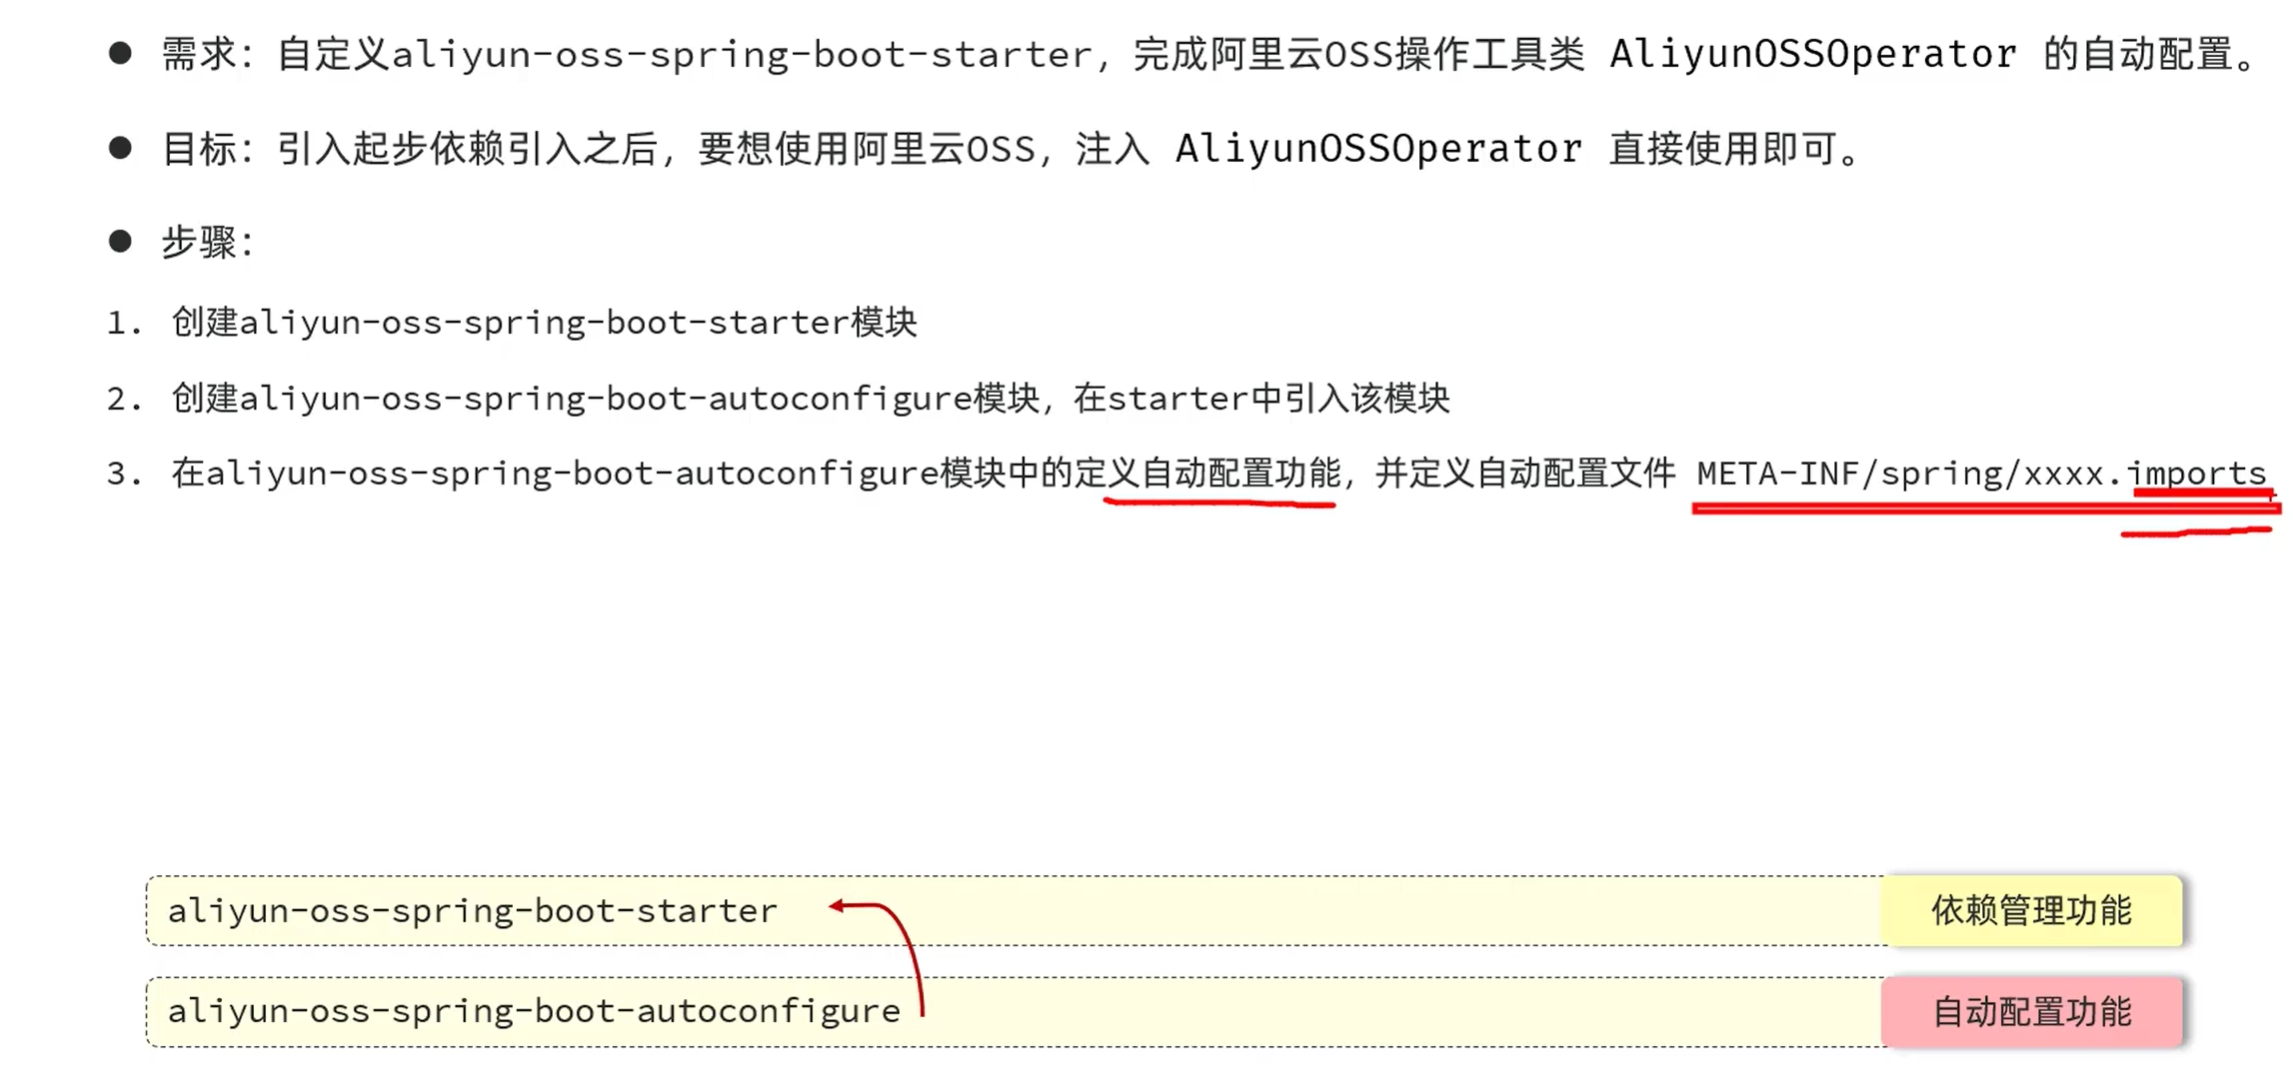 ● 需求：自定义aliyun-oss-spring-boot-starter，完成阿里云OSS操作工具类 AliyunOSSOperator 的自动配置。
● 目标：引入起步依赖引入之后，要想使用阿里云OSS，注入 AliyunOSSOperator 直接使用即可。
● 步骤：
1. 创建aliyun-oss-spring-boot-starter模块
2. 创建aliyun-oss-spring-boot-autoconfigure模块，在starter中引入该模块
3. 在aliyun-oss-spring-boot-autoconfigure模块中的定义自动配置功能，并定义自动配置文件 META-INF/spring/xxxx.imports
aliyun-oss-spring-boot-starter
依赖管理功能
aliyun-oss-spring-boot-autoconfigure
自动配置功能